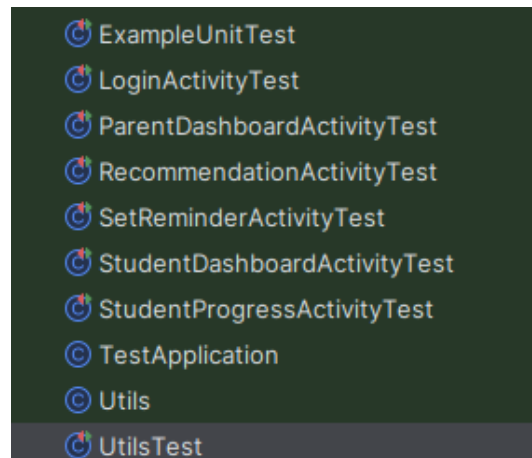 ExampleUnitTest
LoginActivityTest
ParentDashboardActivityTest
RecommendationActivityTest
SetReminderActivityTest
StudentDashboardActivityTest
StudentProgressActivityTest
TestApplication
Utils
UtilsTest